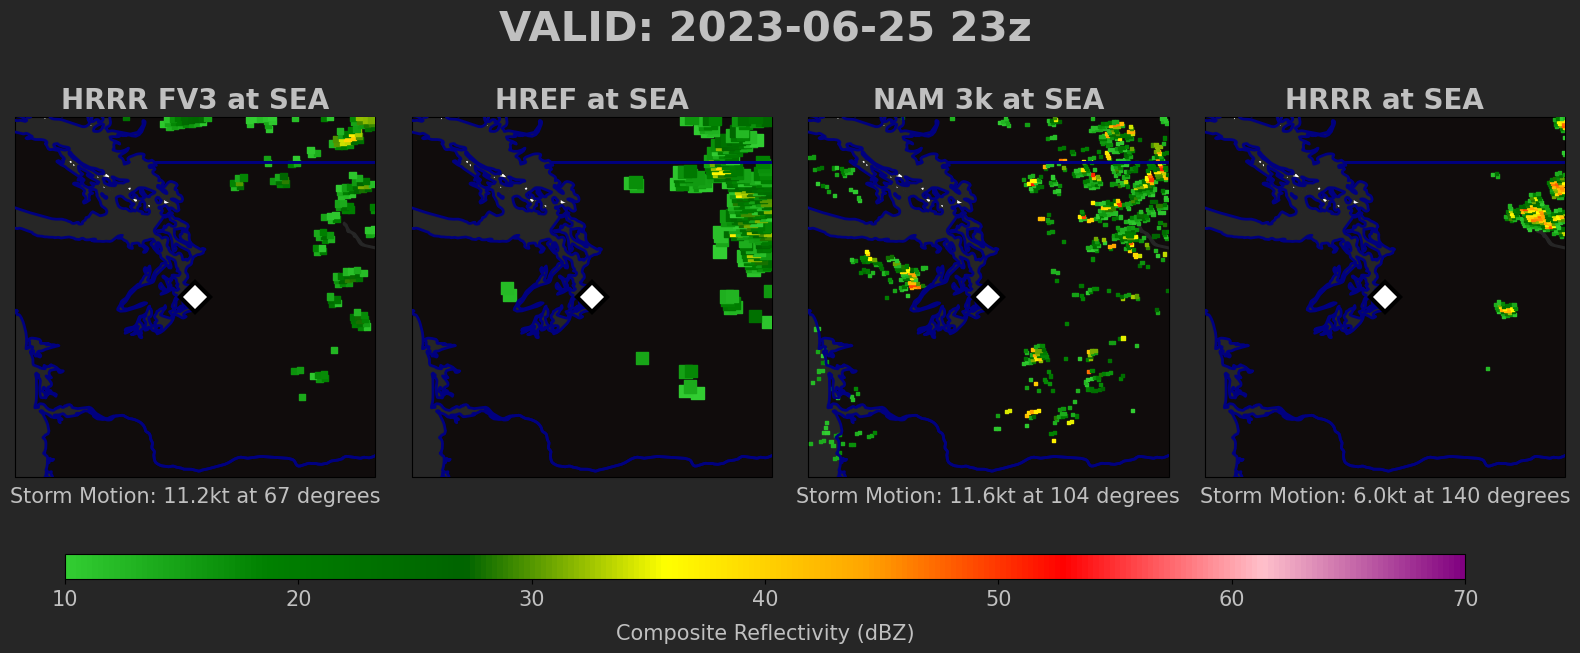 VALID: 2023-06-25 23z
HRRR FV3 at SEA
HREF at SEA
NAM 3k at SEA
HRRR at SEA
Storm Motion: 11.2kt at 67 degrees
Storm Motion: 11.6kt at 104 degrees
Storm Motion: 6.0kt at 140 degrees
10 20 30 40 50 60 70
Composite Reflectivity (dBZ)